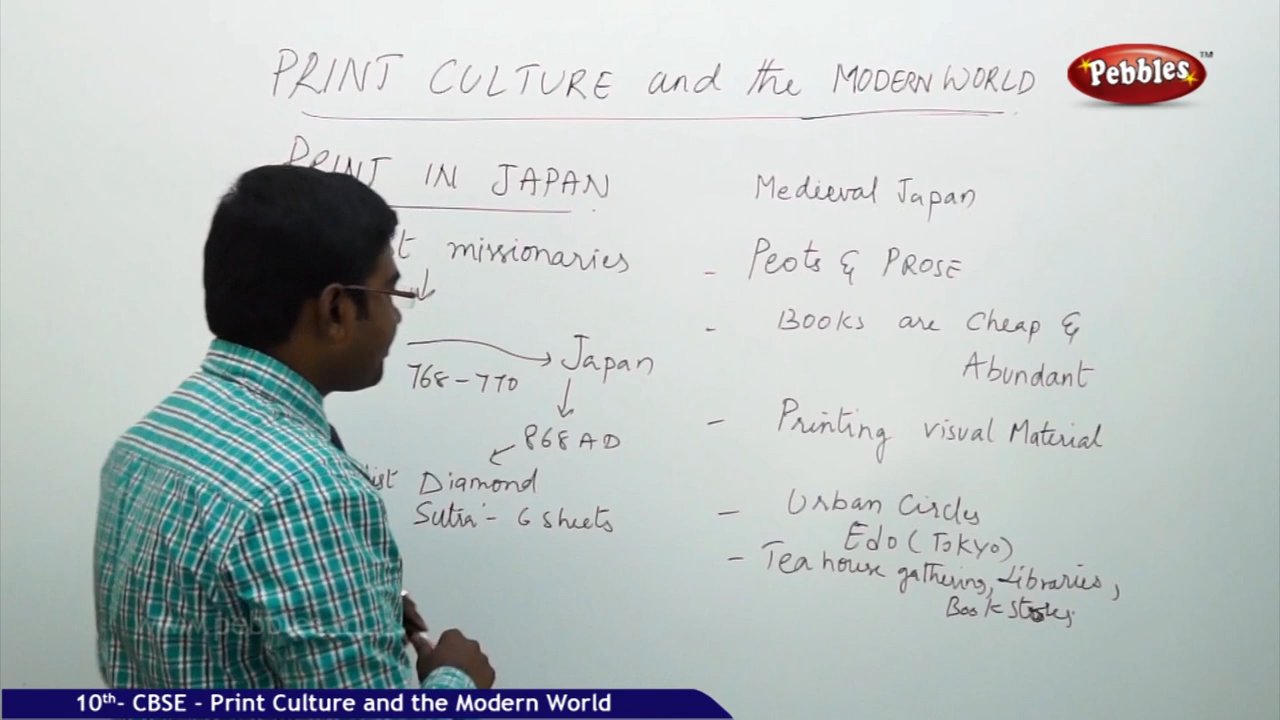 PRINT CULTURE and the MODERN WORLD
Pebbles™
PRINT IN JAPAN
missionaries
768-770
Japan
868 AD
Diamond
Sutra - 6 sheets
Medieval Japan
- Peots & PROSE
- Books are Cheap &
Abundant
- Printing visual Material
- Urban Circles
Edo (Tokyo)
- Tea house gathering, Libraries,
Book stores
10th- CBSE - Print Culture and the Modern World